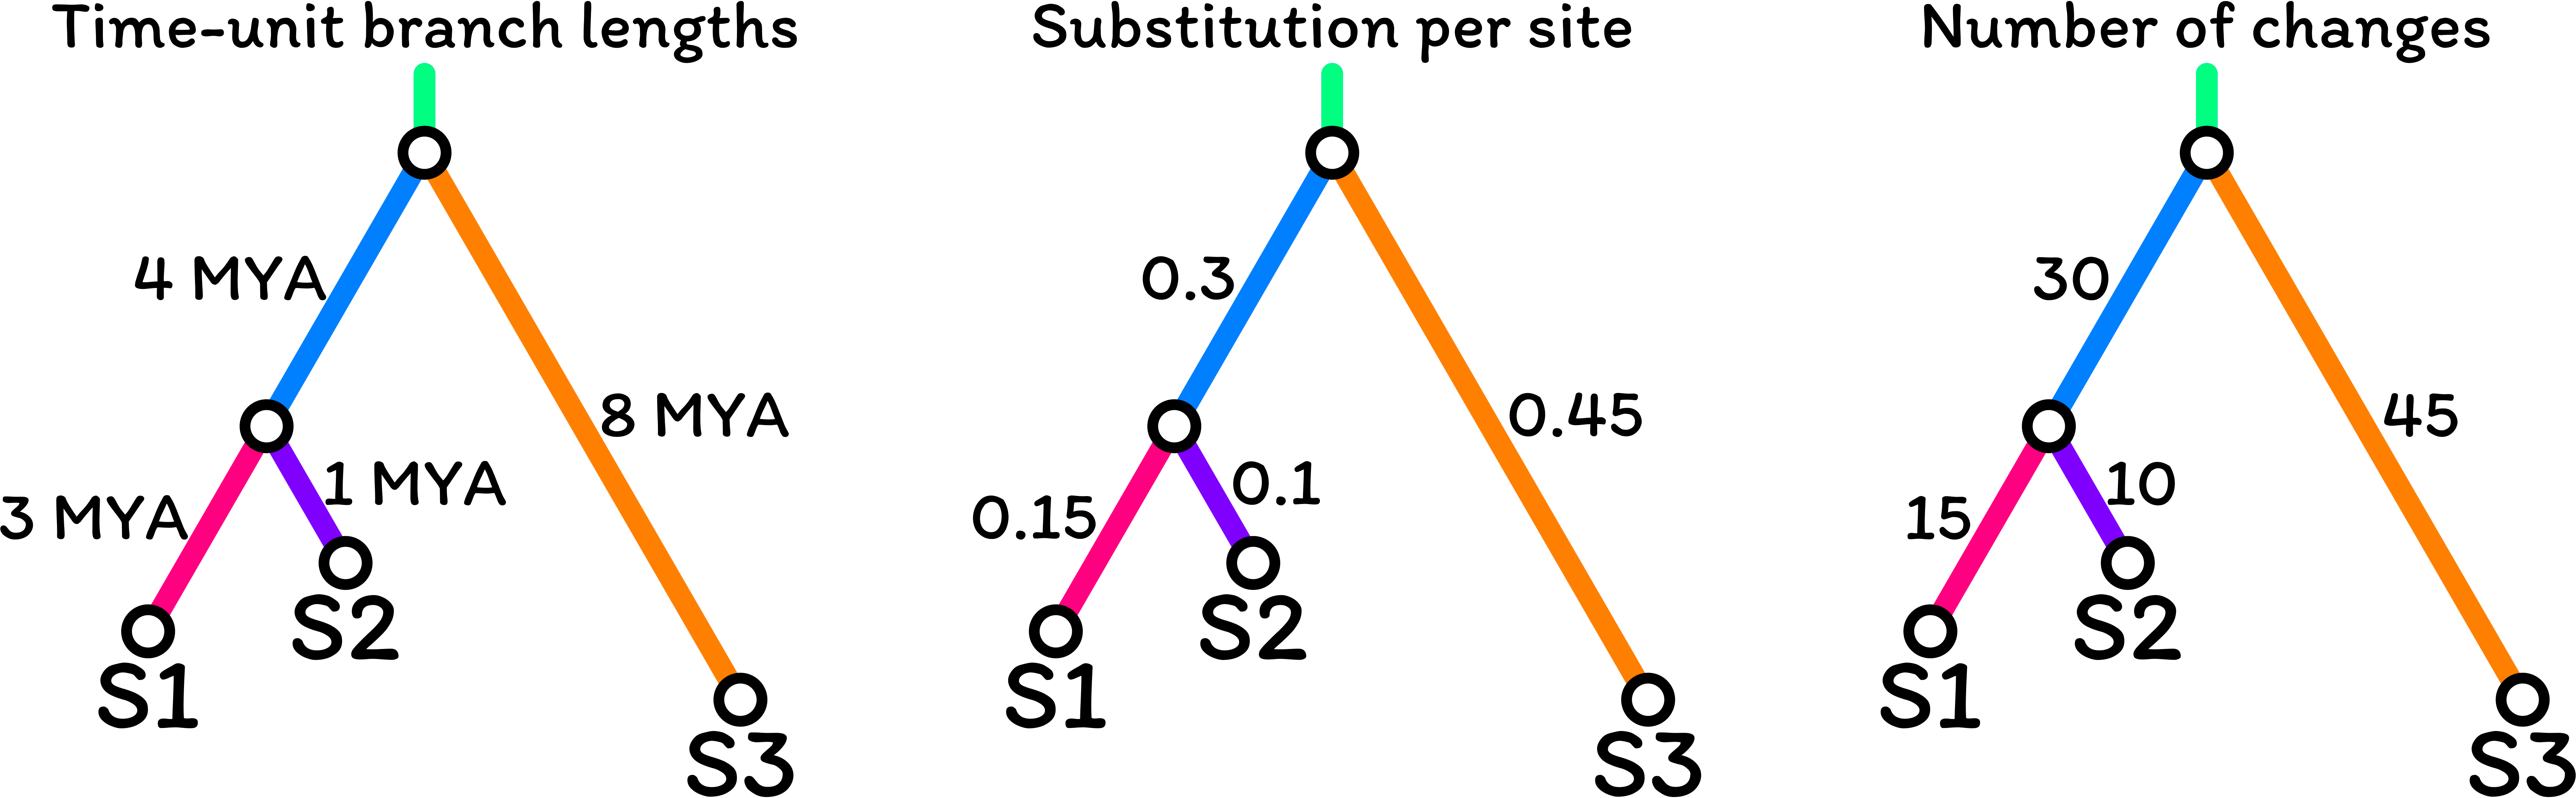 Time-unit branch lengths
4 MYA
8 MYA
3 MYA
1 MYA
S1
S2
S3
Substitution per site
0.3
0.45
0.15
0.1
S1
S2
S3
Number of changes
30
45
15
10
S1
S2
S3